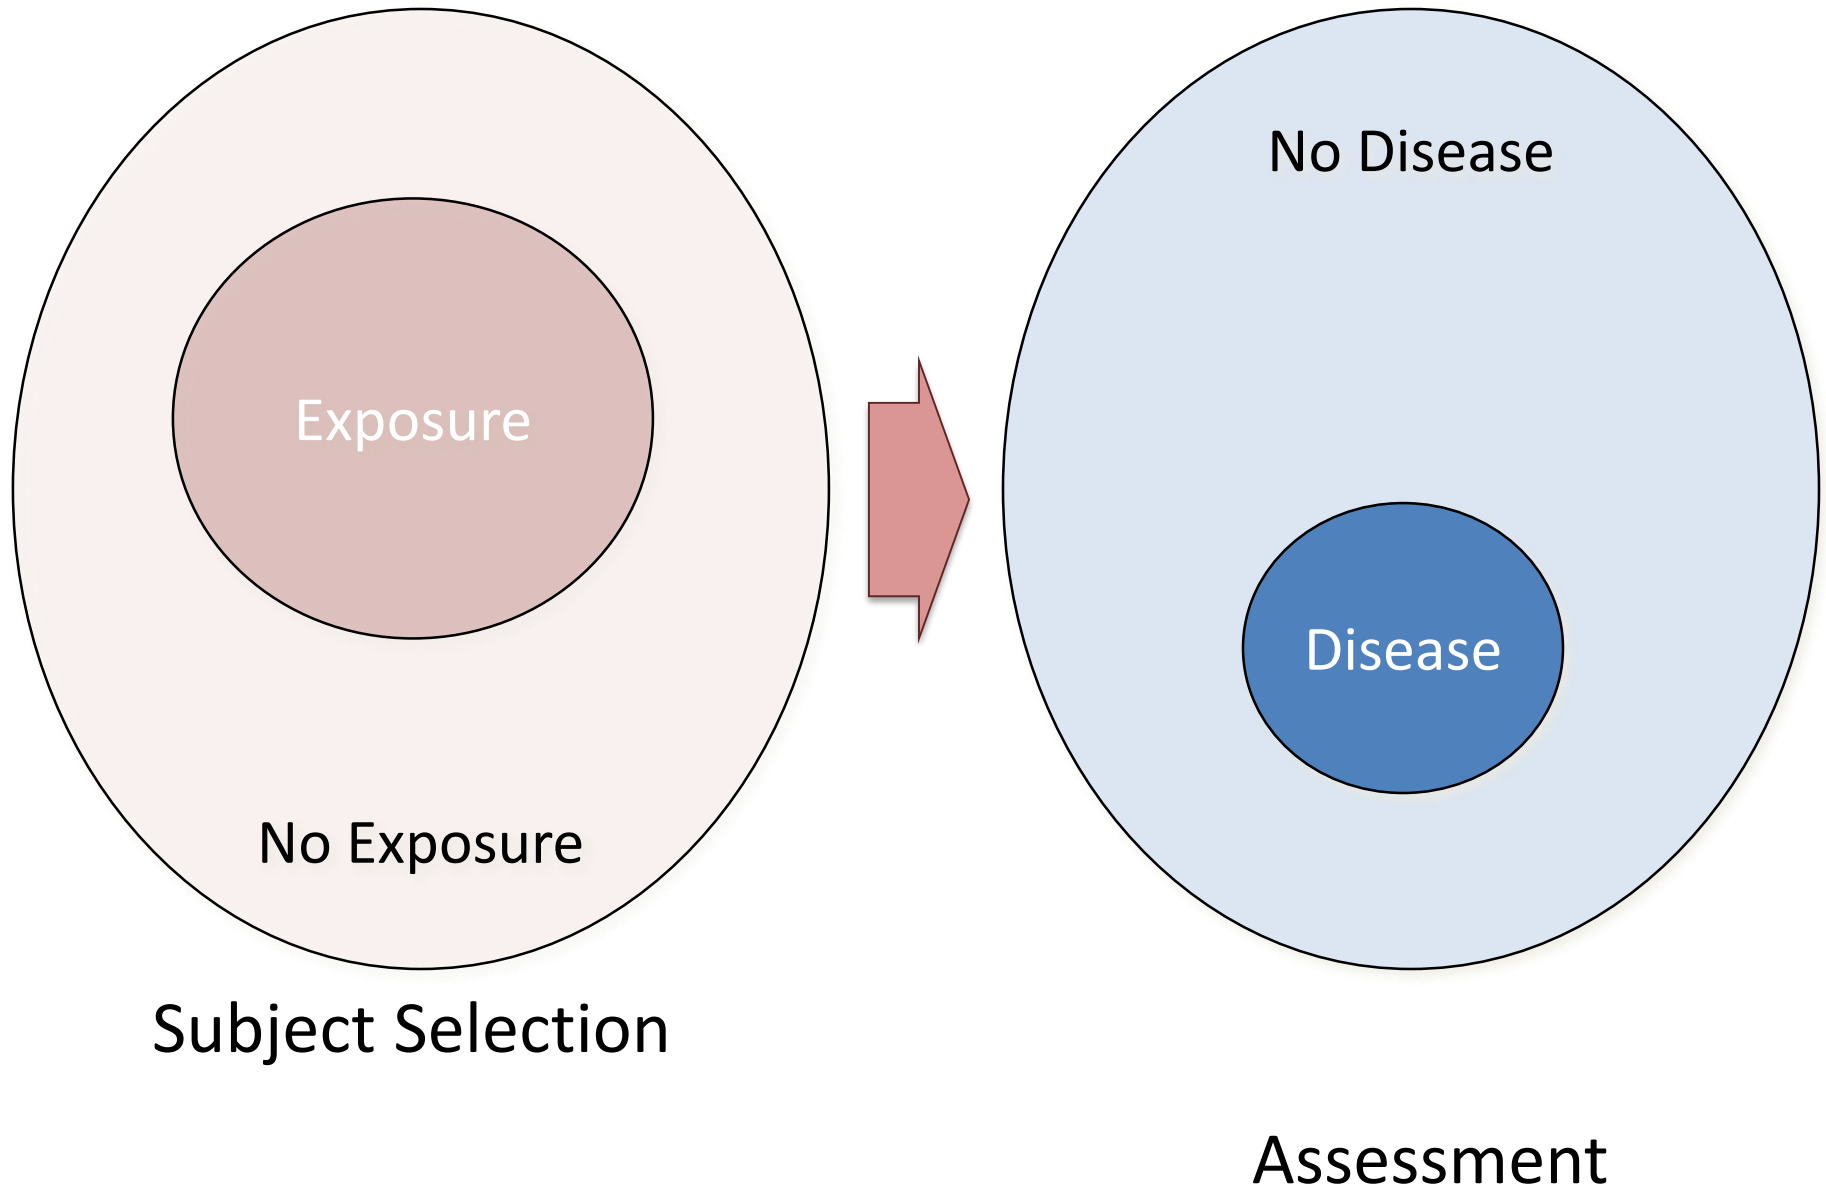 No Disease
Exposure
Disease
No Exposure
Subject Selection
Assessment